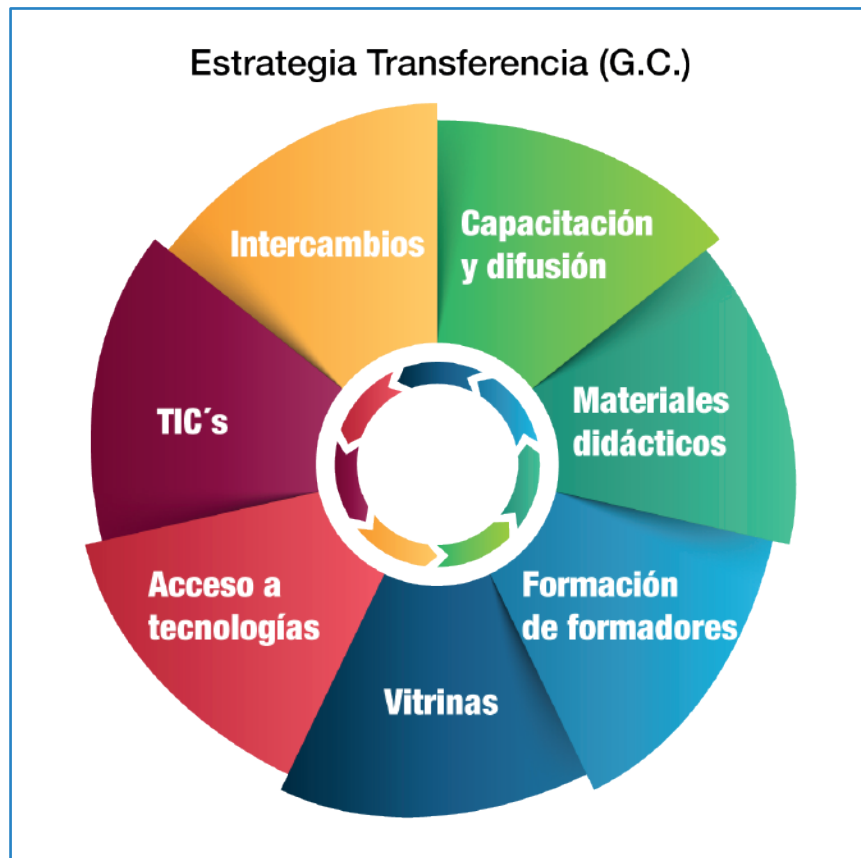 Estrategia Transferencia (G.C.)
Intercambios
Capacitación
y difusión
Materiales
didácticos
Formación
de formadores
Vitrinas
Acceso a
tecnologías
TIC´s